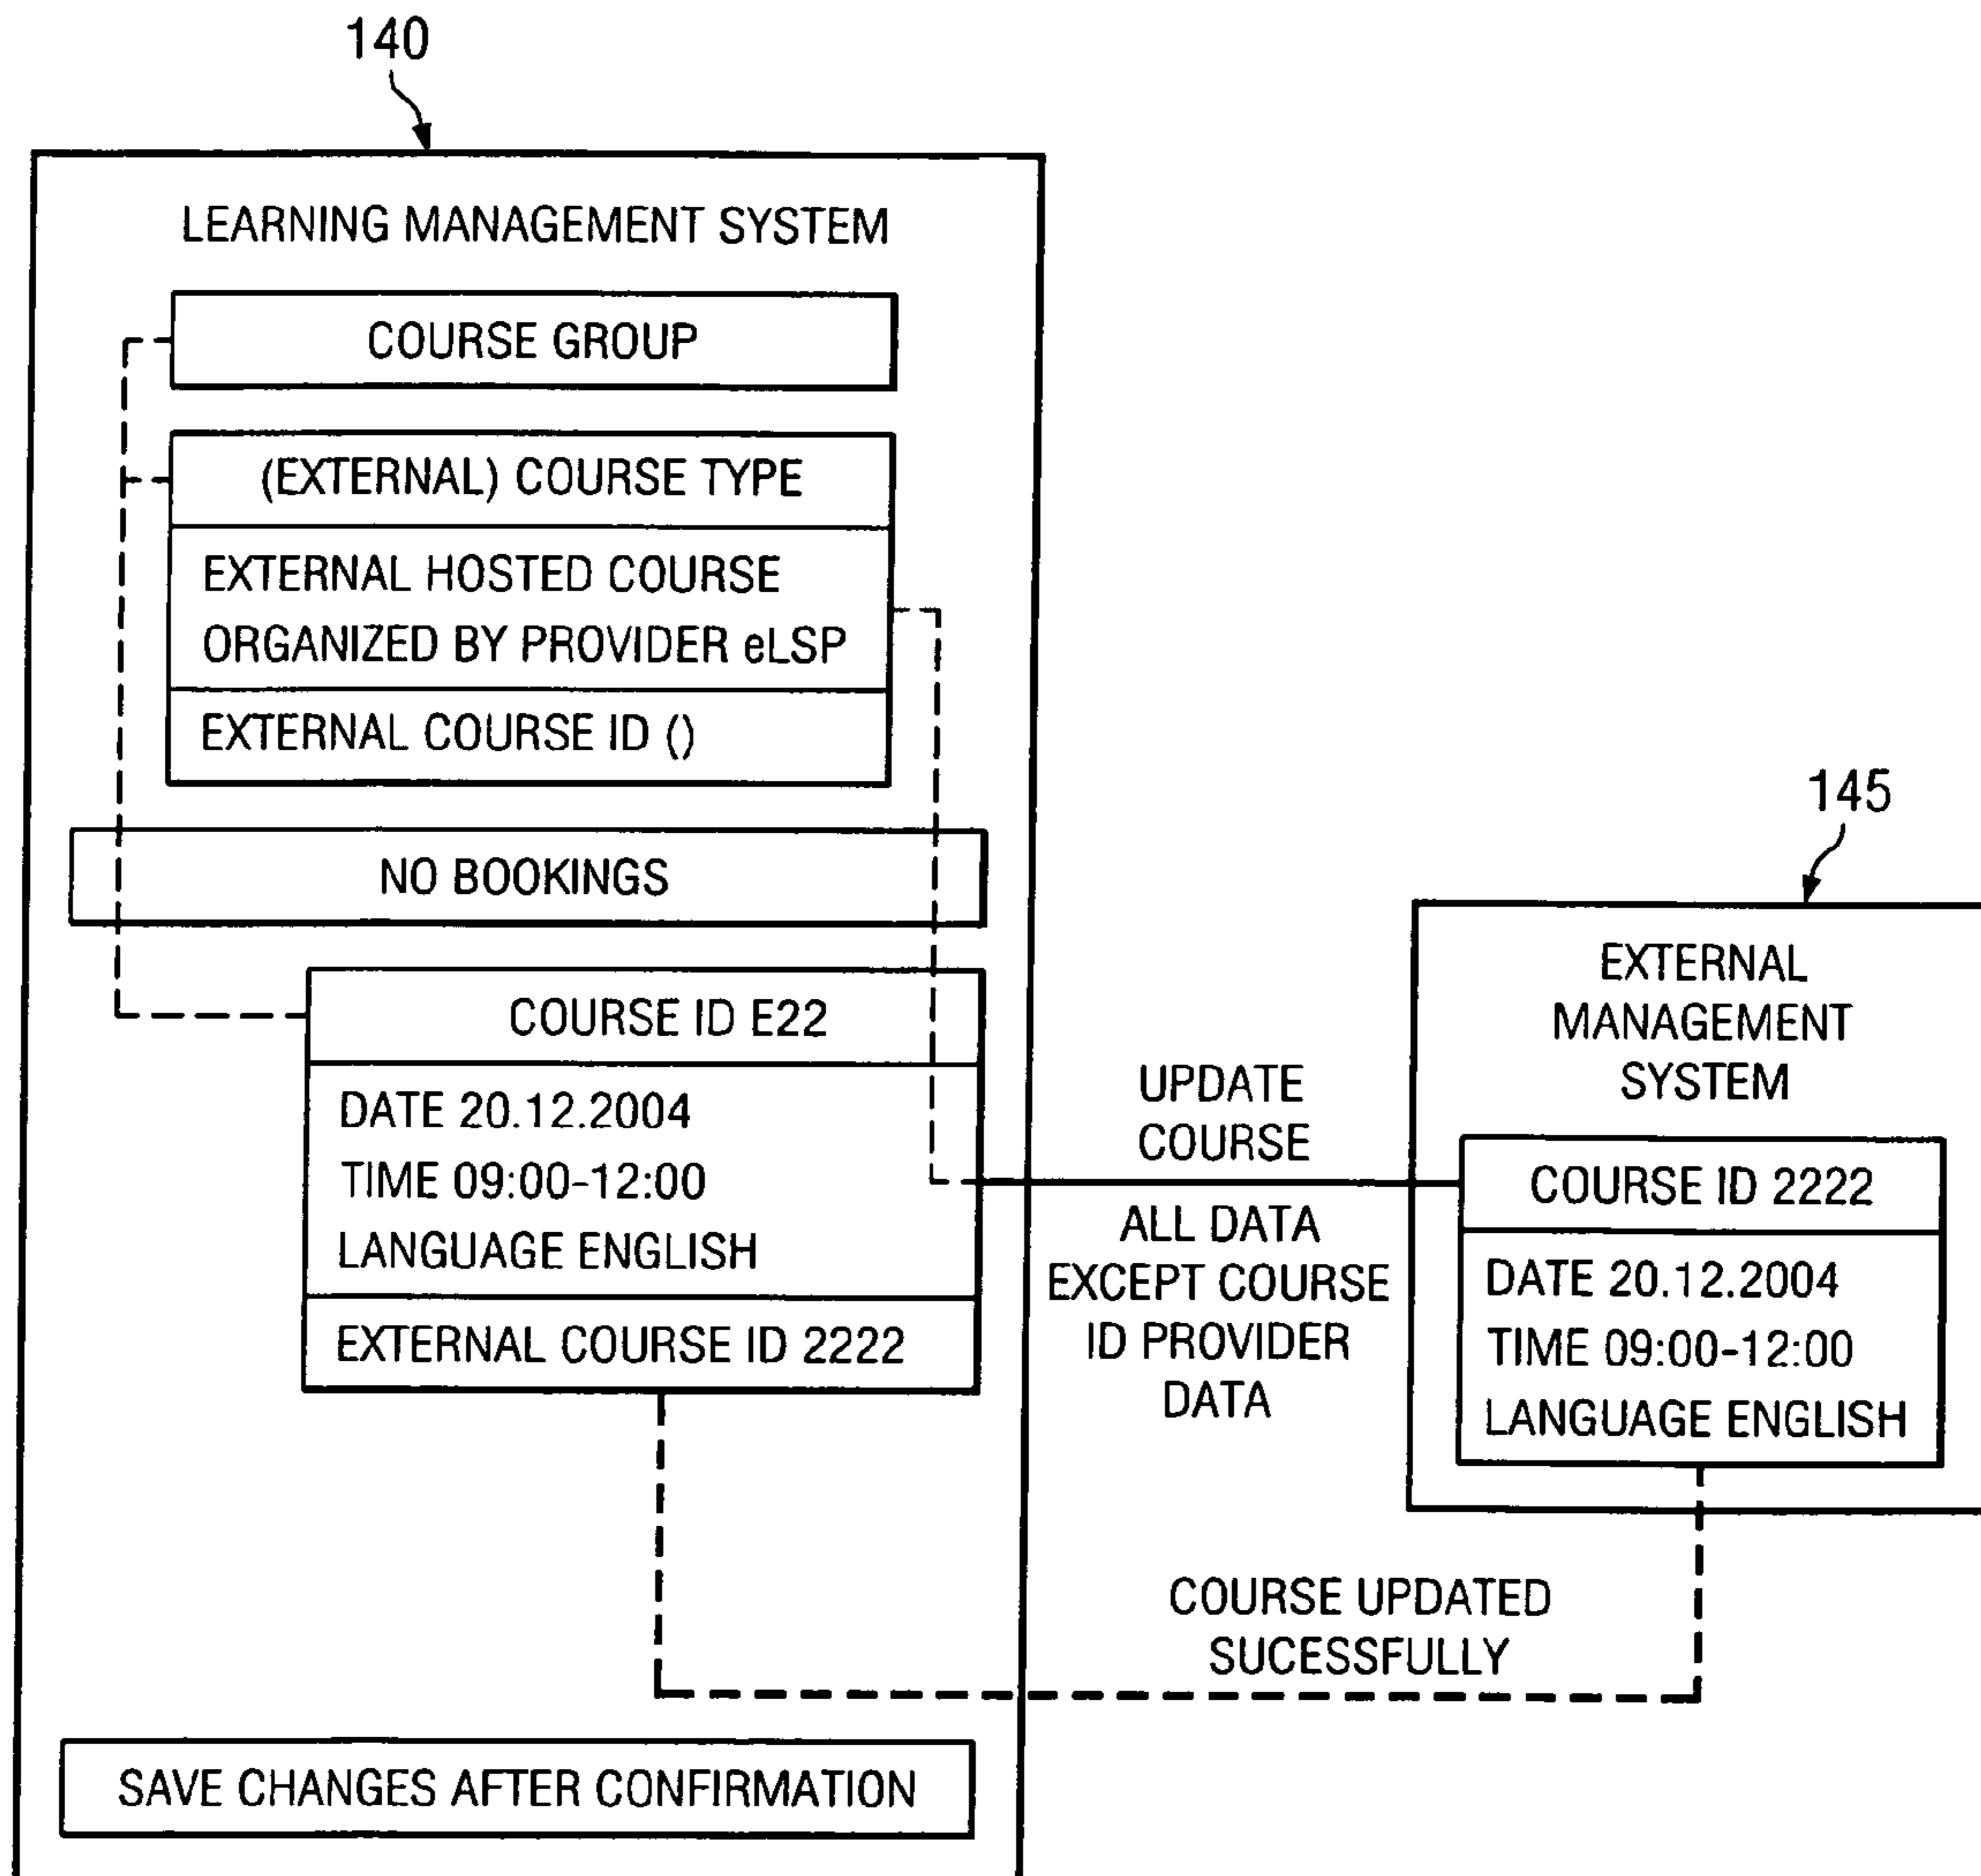 140
LEARNING MANAGEMENT SYSTEM
COURSE GROUP
(EXTERNAL) COURSE TYPE
EXTERNAL HOSTED COURSE
ORGANIZED BY PROVIDER eLSP
EXTERNAL COURSE ID ()
NO BOOKINGS
COURSE ID E22
DATE 20.12.2004
TIME 09:00-12:00
LANGUAGE ENGLISH
EXTERNAL COURSE ID 2222
UPDATE
COURSE
ALL DATA
EXCEPT COURSE
ID PROVIDER
DATA
145
EXTERNAL
MANAGEMENT
SYSTEM
COURSE ID 2222
DATE 20.12.2004
TIME 09:00-12:00
LANGUAGE ENGLISH
COURSE UPDATED
SUCESSFULLY
SAVE CHANGES AFTER CONFIRMATION